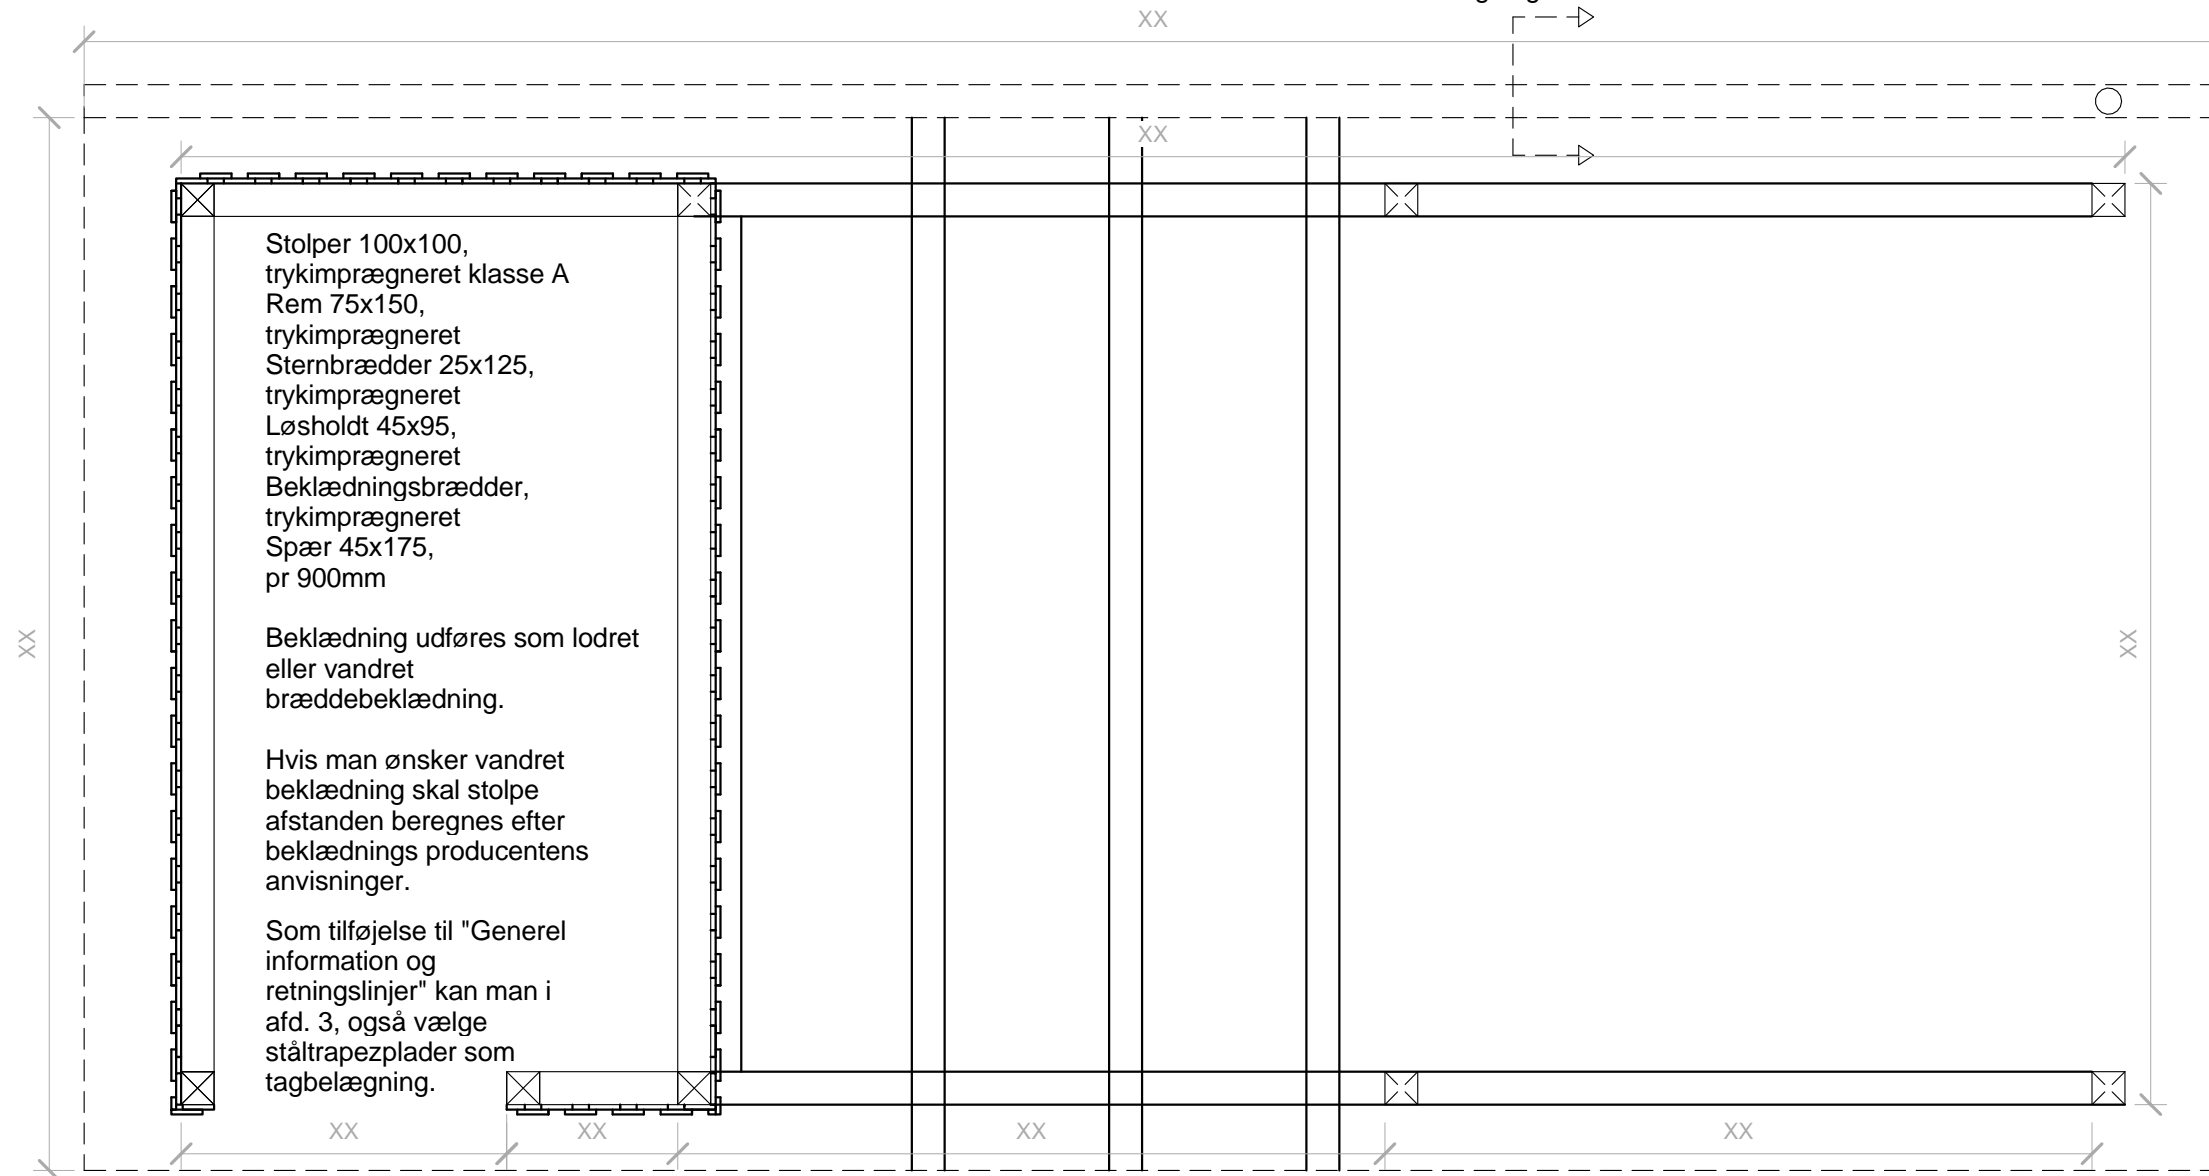 XX
XX
Stolper 100x100,
trykimprægneret klasse A
Rem 75x150,
trykimprægneret
Sternbrædder 25x125,
trykimprægneret
Løsholdt 45x95,
trykimprægneret
Beklædningsbrædder,
trykimprægneret
Spær 45x175,
pr 900mm
Beklædning udføres som lodret
eller vandret
bræddebeklædning.
XX
XX
Hvis man ønsker vandret
beklædning skal stolpe
afstanden beregnes efter
beklædnings producentens
anvisninger.
Som tilføjelse til "Generel
information og
retningslinjer" kan man i
afd. 3, også vælge
ståltrapezplader som
tagbelægning.
XX
XX
XX
XX